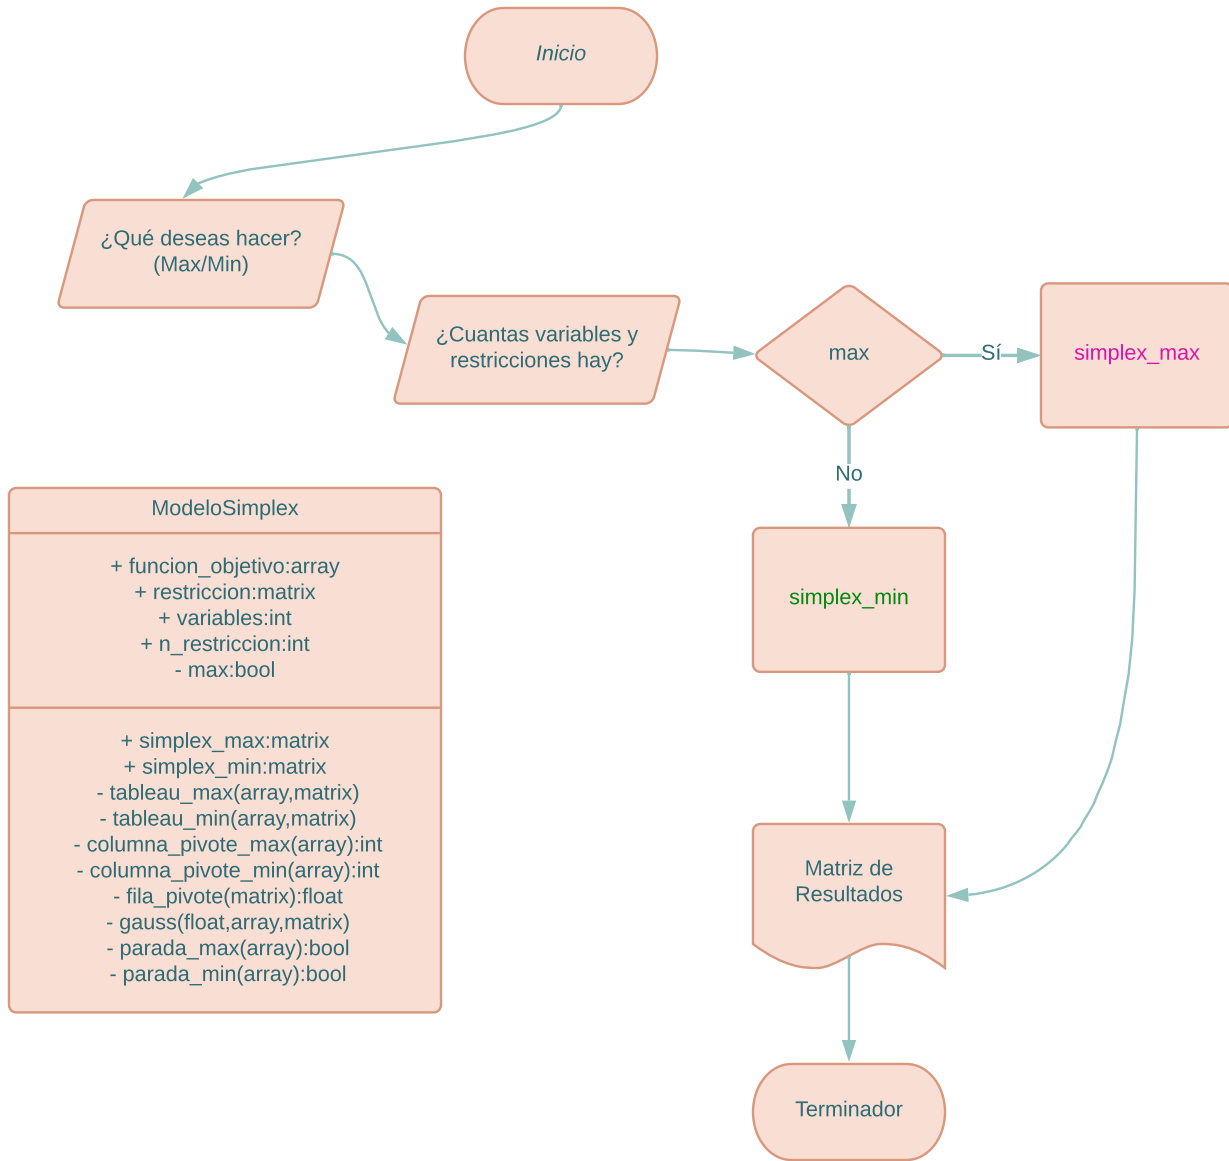 Inicio
¿Qué deseas hacer?
(Max/Min)
¿Cuantas variables y
restricciones hay?
max
Sí
simplex_max
No
simplex_min
Matriz de
Resultados
Terminador
ModeloSimplex
+ funcion_objetivo:array
+ restriccion:matrix
+ variables:int
+ n_restriccion:int
- max:bool
+ simplex_max:matrix
+ simplex_min:matrix
- tableau_max(array,matrix)
- tableau_min(array,matrix)
- columna_pivote_max(array):int
- columna_pivote_min(array):int
- fila_pivote(matrix):float
- gauss(float,array,matrix)
- parada_max(array):bool
- parada_min(array):bool